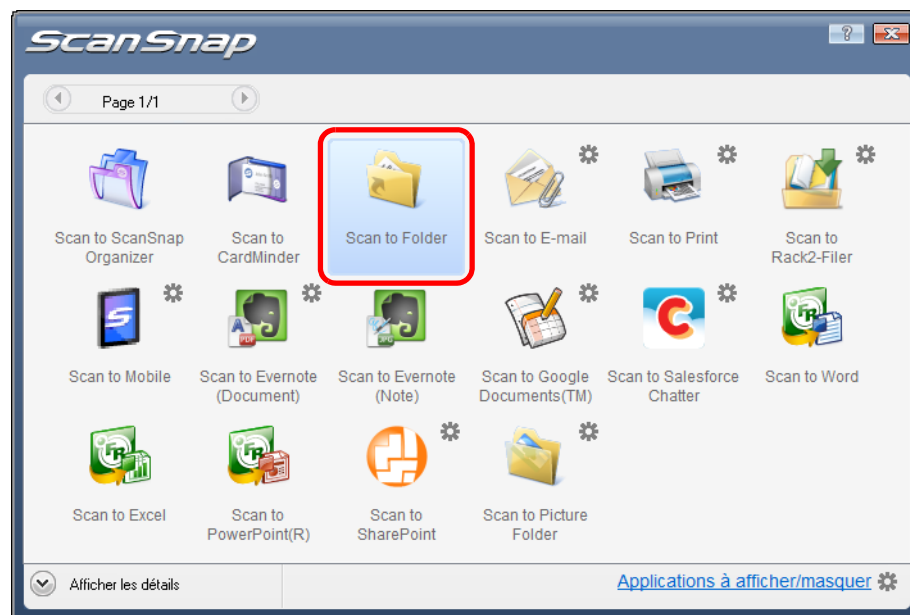 ScanSnap
Page 1/1
Scan to ScanSnap
Organizer
Scan to
CardMinder
Scan to Folder
Scan to E-mail
Scan to Print
Scan to
Rack2-Filer
Scan to Mobile
Scan to Evernote
(Document)
Scan to Evernote
(Note)
Scan to Google
Documents(TM)
Scan to Salesforce
Chatter
Scan to Word
Scan to Excel
Scan to
PowerPoint(R)
Scan to
SharePoint
Scan to Picture
Folder
Afficher les détails
Applications à afficher/masquer